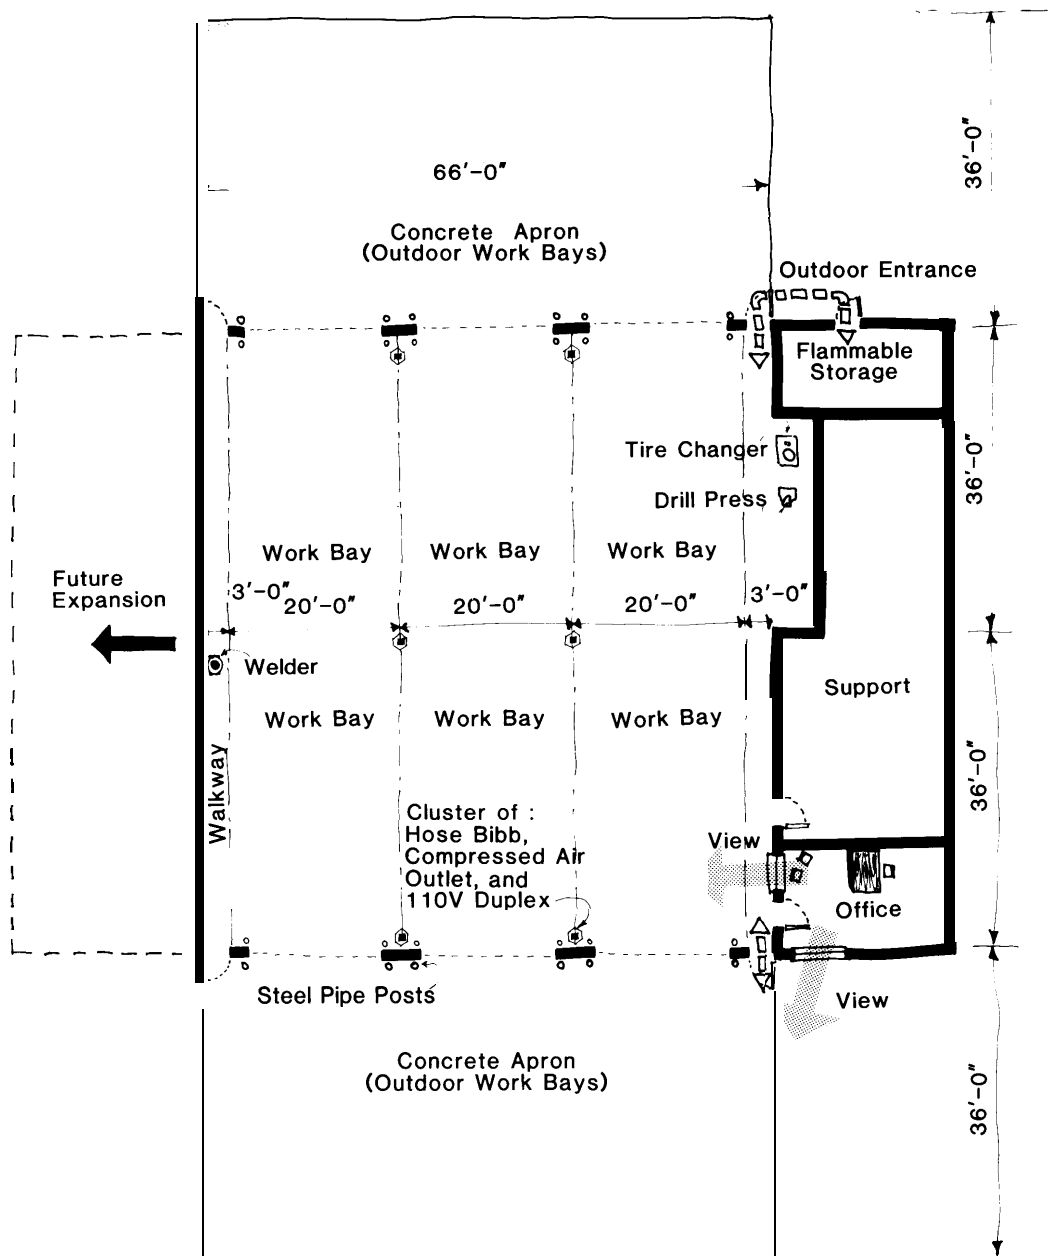 36'-0"
66'-0"
Concrete Apron
(Outdoor Work Bays)
Outdoor Entrance
Flammable
Storage
Tire Changer
36'-0"
Drill Press
Work Bay
Work Bay
Work Bay
Future
Expansion
3'-0"
20'-0"
20'-0"
20'-0"
3'-0"
Welder
Support
Work Bay
Work Bay
Work Bay
Walkway
36'-0"
Cluster of :
Hose Bibb,
Compressed Air
Outlet, and
110V Duplex
View
Office
Steel Pipe Posts
View
Concrete Apron
(Outdoor Work Bays)
36'-0"